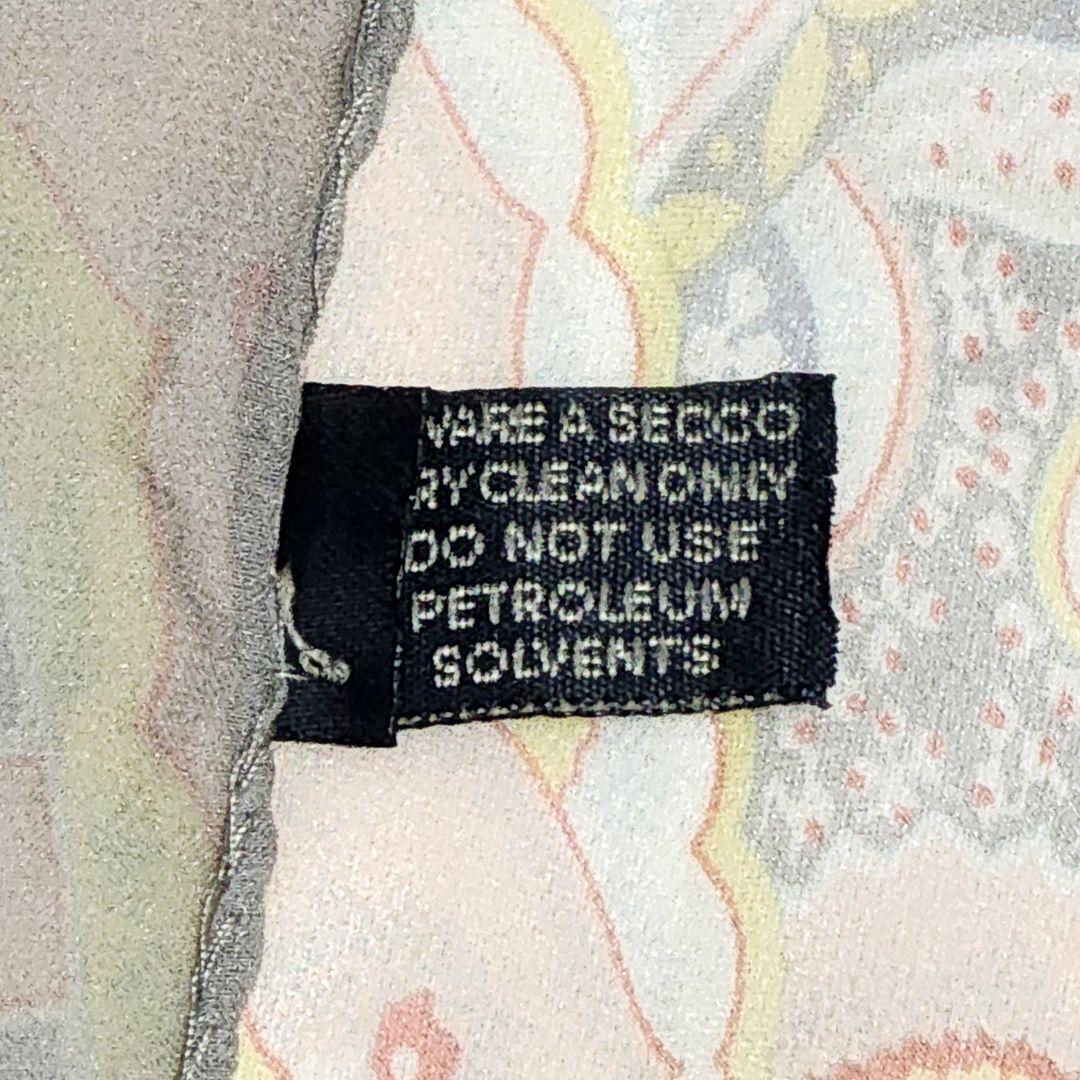 VARE A SECCO
RY CLEAN ONLY
DO NOT USE
PETROLEUM
SOLVENTS